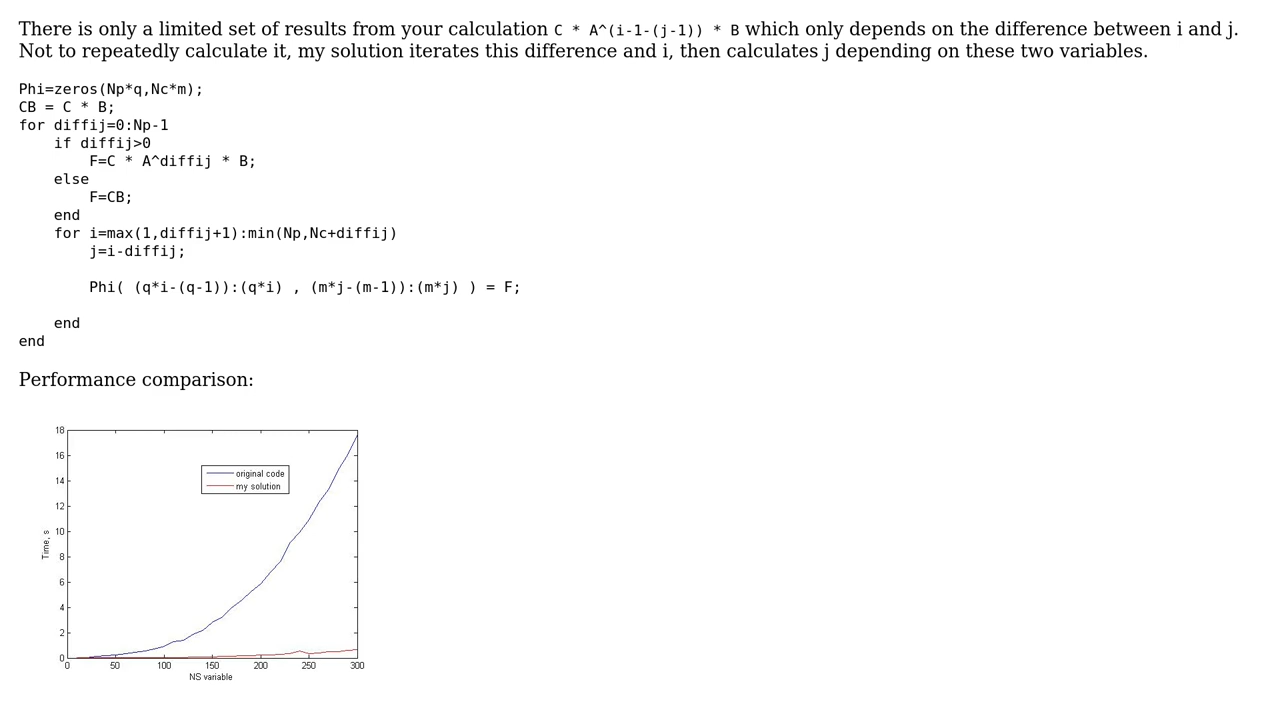 There is only a limited set of results from your calculation C * A^(i-1-(j-1)) * B which only depends on the difference between i and j.
Not to repeatedly calculate it, my solution iterates this difference and i, then calculates j depending on these two variables.
Phi=zeros(Np*q,Nc*m);
CB = C * B;
for diffij=0:Np-1
    if diffij>0
        F=C * A^diffij * B;
    else
        F=CB;
    end
    for i=max(1,diffij+1):min(Np,Nc+diffij)
        j=i-diffij;
        Phi( (q*i-(q-1)):(q*i) , (m*j-(m-1)):(m*j) ) = F;
    end
end
Performance comparison:
18
16
14
12
10
8
6
4
2
0
Time, s
original code
my solution
0 50 100 150 200 250 300
NS variable